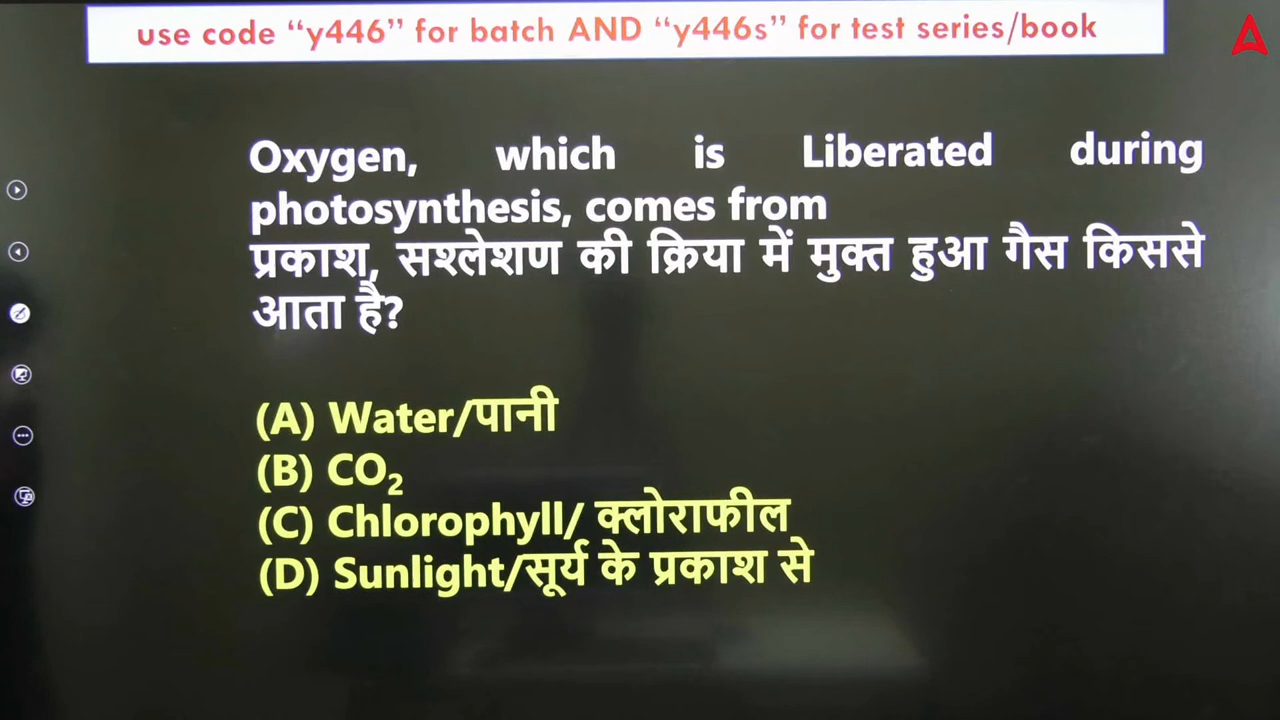 use code “y446” for batch AND “y446s” for test series/book
Oxygen, which is Liberated during
photosynthesis, comes from
प्रकाश, सश्लेशण की क्रिया में मुक्त हुआ गैस किससे
आता है?
(A) Water/पानी
(B) CO₂
(C) Chlorophyll/ क्लोराफील
(D) Sunlight/सूर्य के प्रकाश से